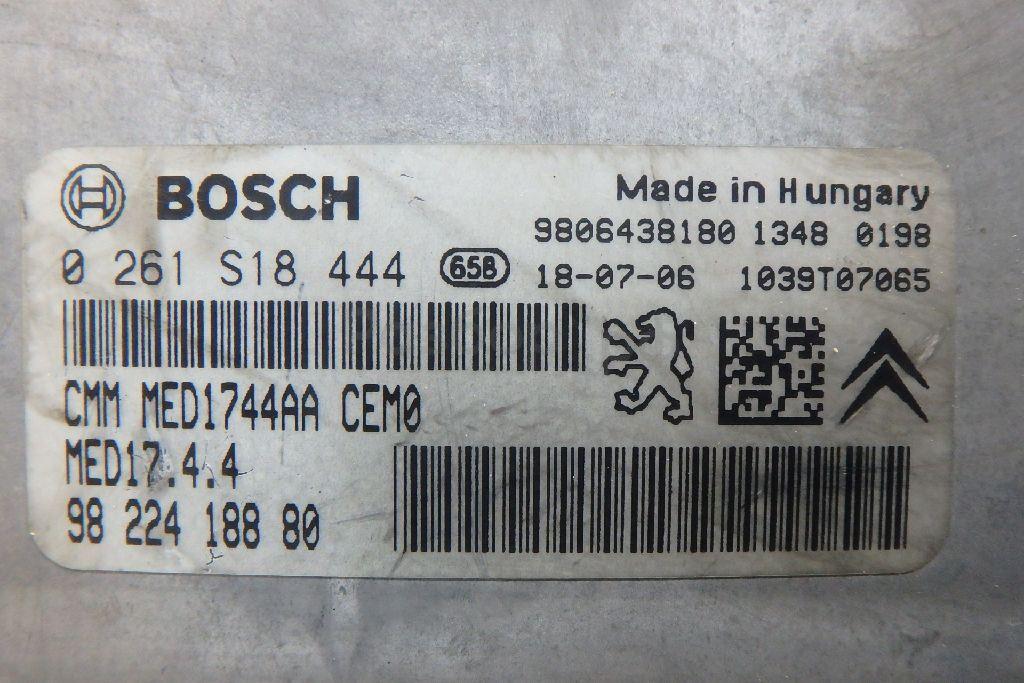 BOSCH
Made in Hungary
9806438180 1348 0198
0 261 S18 444 65B 18-07-06 1039T07065
CMM MED1744AA CEM0
MED17.4.4
98 224 188 80